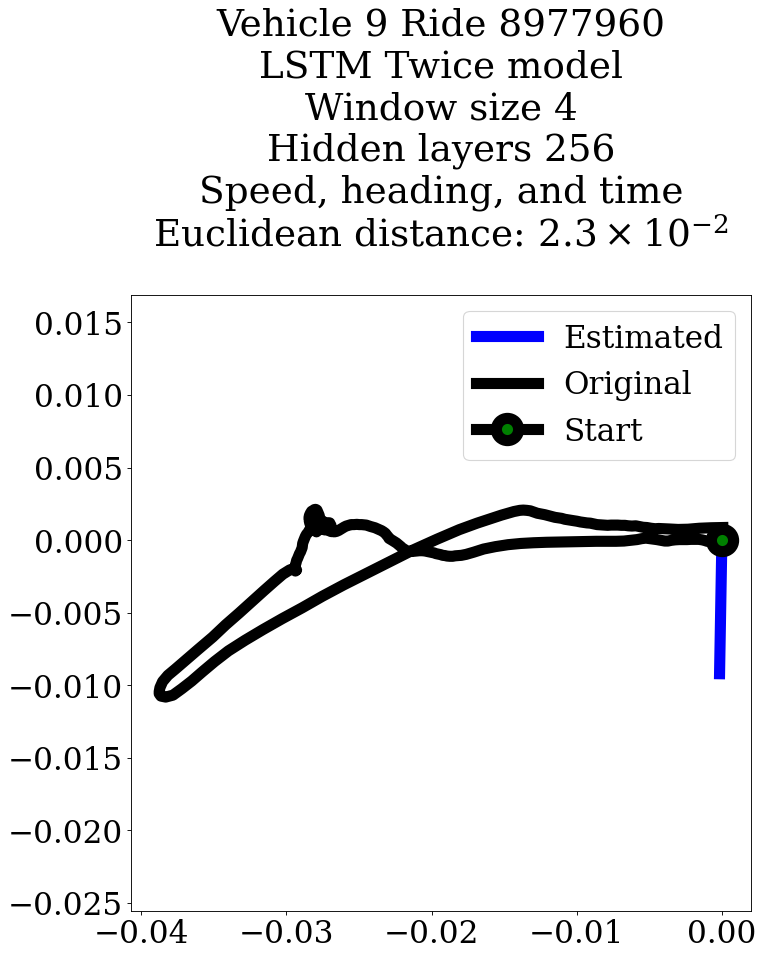 Vehicle 9 Ride 8977960
LSTM Twice model
Window size 4
Hidden layers 256
Speed, heading, and time
Euclidean distance: 2.3 × 10⁻²
Estimated
Original
Start
0.015
0.010
0.005
0.000
−0.005
−0.010
−0.015
−0.020
−0.025
−0.04 −0.03 −0.02 −0.01 0.00